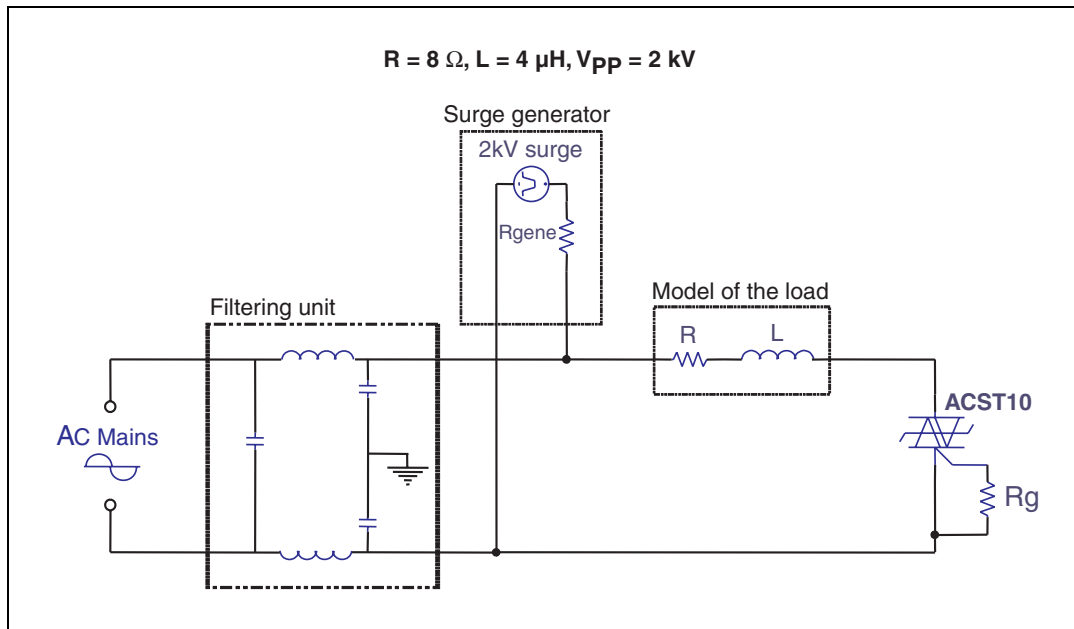 R = 8 Ω, L = 4 µH, VPP = 2 kV
Surge generator
2kV surge
Rgene
Filtering unit
Model of the load
R
L
AC Mains
ACST10
Rg